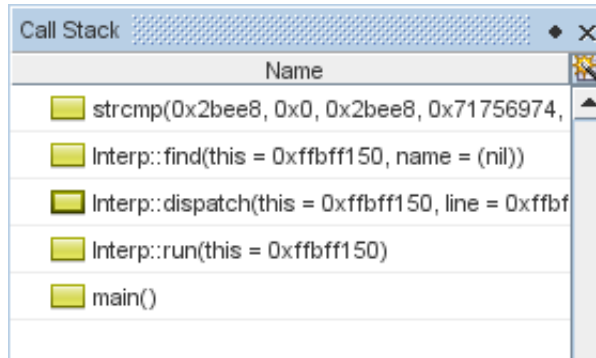 Call Stack
Name
strcmp(0x2bee8, 0x0, 0x2bee8, 0x71756974,
Interp::find(this = 0xffbff150, name = (nil))
Interp::dispatch(this = 0xffbff150, line = 0xffbf
Interp::run(this = 0xffbff150)
main()